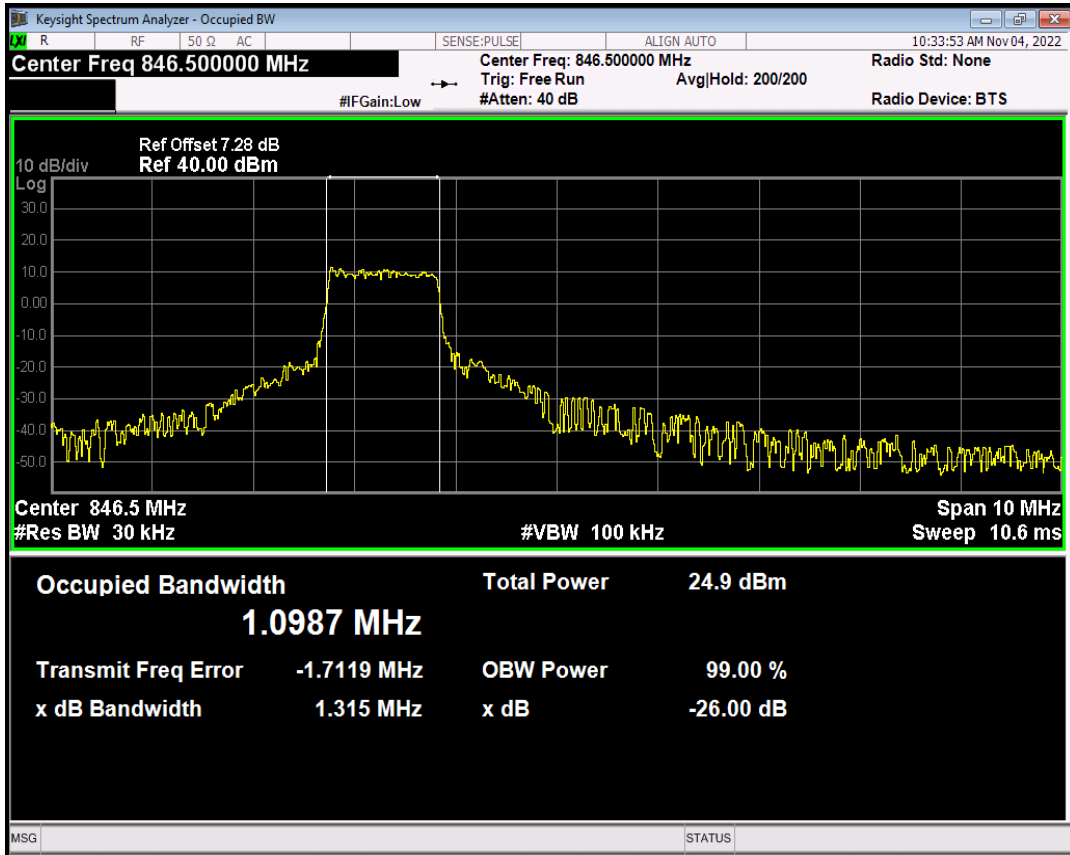 Keysight Spectrum Analyzer - Occupied BW
LXI R RF 50 Ω AC SENSE:PULSE ALIGN AUTO 10:33:53 AM Nov 04, 2022
Center Freq 846.500000 MHz Center Freq: 846.500000 MHz Radio Std: None
Trig: Free Run Avg|Hold: 200/200
#IFGain:Low #Atten: 40 dB Radio Device: BTS
Ref Offset 7.28 dB
10 dB/div Ref 40.00 dBm
Log
30.0
20.0
10.0
0.00
-10.0
-20.0
-30.0
-40.0
-50.0
Center 846.5 MHz Span 10 MHz
#Res BW 30 kHz #VBW 100 kHz Sweep 10.6 ms
Occupied Bandwidth Total Power 24.9 dBm
1.0987 MHz
Transmit Freq Error -1.7119 MHz OBW Power 99.00 %
x dB Bandwidth 1.315 MHz x dB -26.00 dB
MSG STATUS